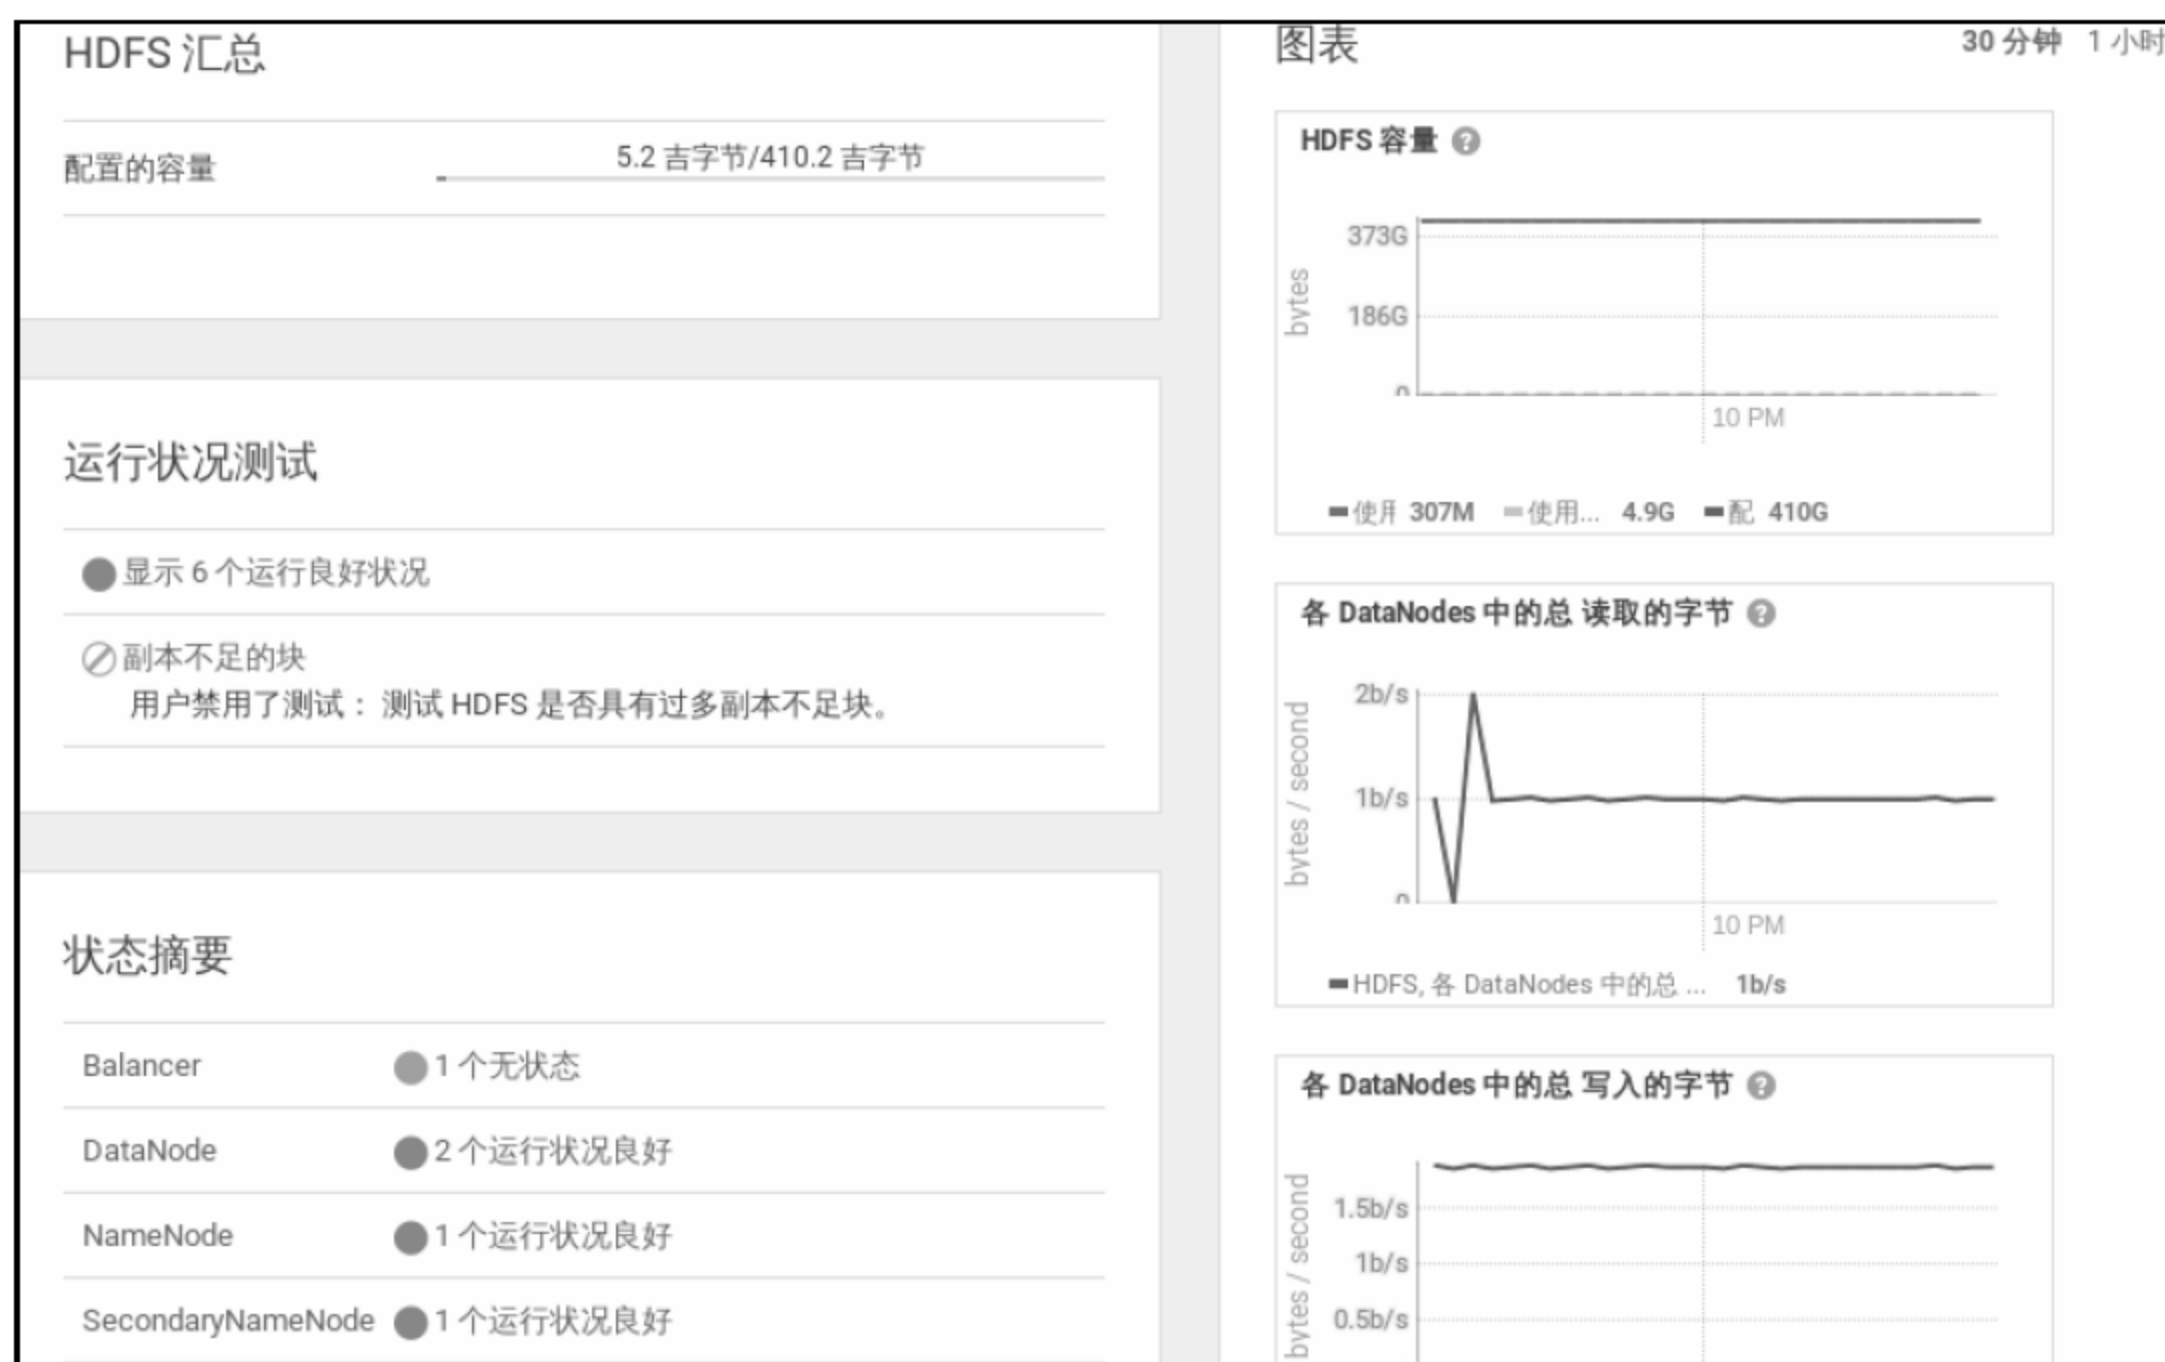 HDFS 汇总
配置的容量
5.2 吉字节/410.2 吉字节
运行状况测试
显示 6 个运行良好状况
副本不足的块
用户禁用了测试： 测试 HDFS 是否具有过多副本不足块。
状态摘要
Balancer 1 个无状态
DataNode 2 个运行状况良好
NameNode 1 个运行状况良好
SecondaryNameNode 1 个运行状况良好
图表
30 分钟 1 小时
HDFS 容量 ?
bytes
373G
186G
0
10 PM
使用 307M 使用... 4.9G 配 410G
各 DataNodes 中的总 读取的字节 ?
bytes / second
2b/s
1b/s
0
10 PM
HDFS, 各 DataNodes 中的总 ... 1b/s
各 DataNodes 中的总 写入的字节 ?
bytes / second
1.5b/s
1b/s
0.5b/s